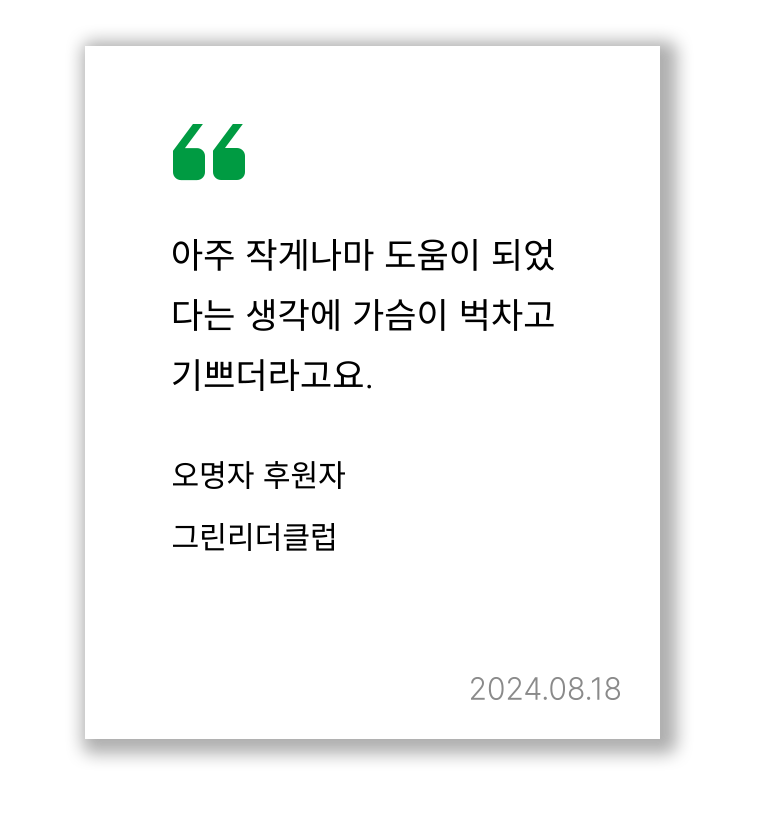 아주 작게나마 도움이 되었
다는 생각에 가슴이 벅차고
기쁘더라고요.
오명자 후원자
그린리더클럽
2024.08.18